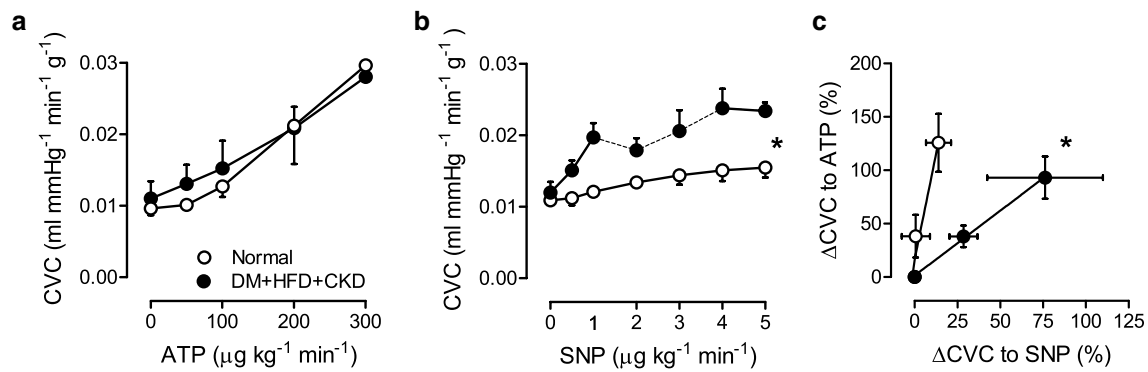 a
CVC (ml mmHg⁻¹ min⁻¹ g⁻¹)
0.03
0.02
0.01
0.00
Normal
DM+HFD+CKD
0 100 200 300
ATP (μg kg⁻¹ min⁻¹)
b
CVC (ml mmHg⁻¹ min⁻¹ g⁻¹)
0.03
0.02
0.01
0.00
*
0 1 2 3 4 5
SNP (μg kg⁻¹ min⁻¹)
c
ΔCVC to ATP (%)
200
150
100
50
0
*
0 25 50 75 100 125
ΔCVC to SNP (%)